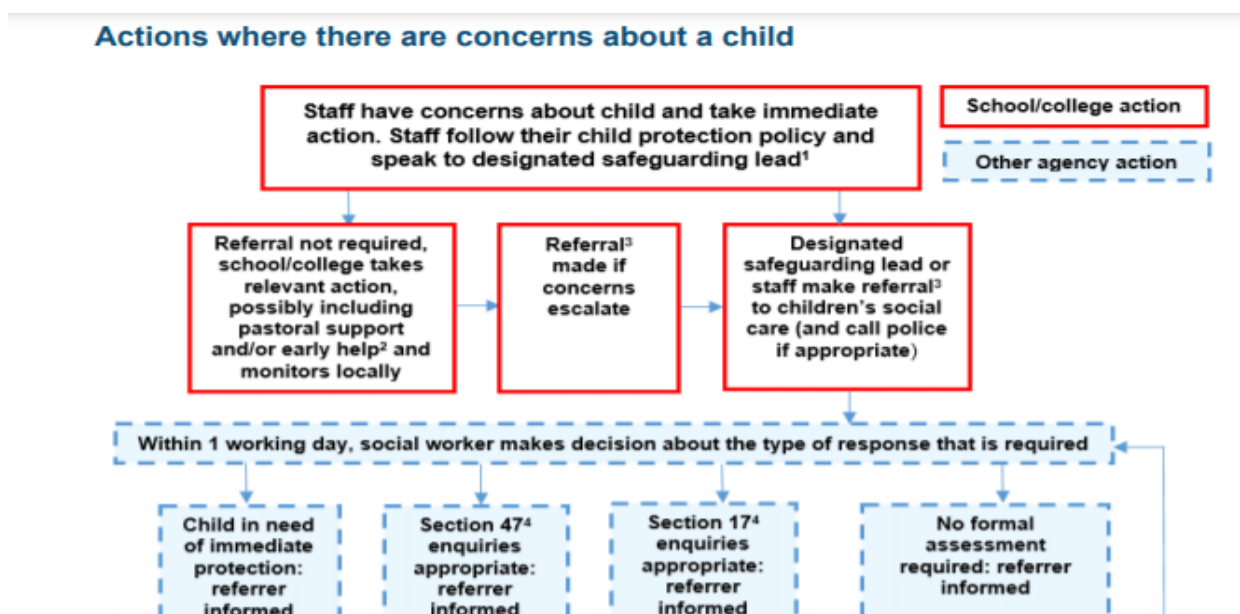 Actions where there are concerns about a child
Staff have concerns about child and take immediate
action. Staff follow their child protection policy and
speak to designated safeguarding lead¹
School/college action
Other agency action
Referral not required,
school/college takes
relevant action,
possibly including
pastoral support
and/or early help² and
monitors locally
Referral³
made if
concerns
escalate
Designated
safeguarding lead or
staff make referral³
to children's social
care (and call police
if appropriate)
Within 1 working day, social worker makes decision about the type of response that is required
Child in need
of immediate
protection:
referrer
informed
Section 47⁴
enquiries
appropriate:
referrer
informed
Section 17⁴
enquiries
appropriate:
referrer
informed
No formal
assessment
required: referrer
informed